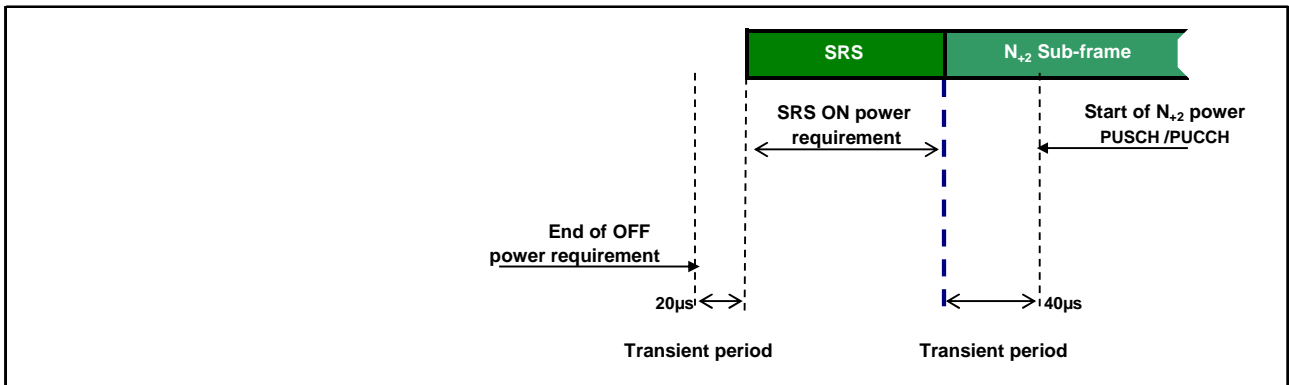 SRS
N+2 Sub-frame
SRS ON power
requirement
Start of N+2 power
PUSCH /PUCCH
End of OFF
power requirement
20µs
40µs
Transient period
Transient period